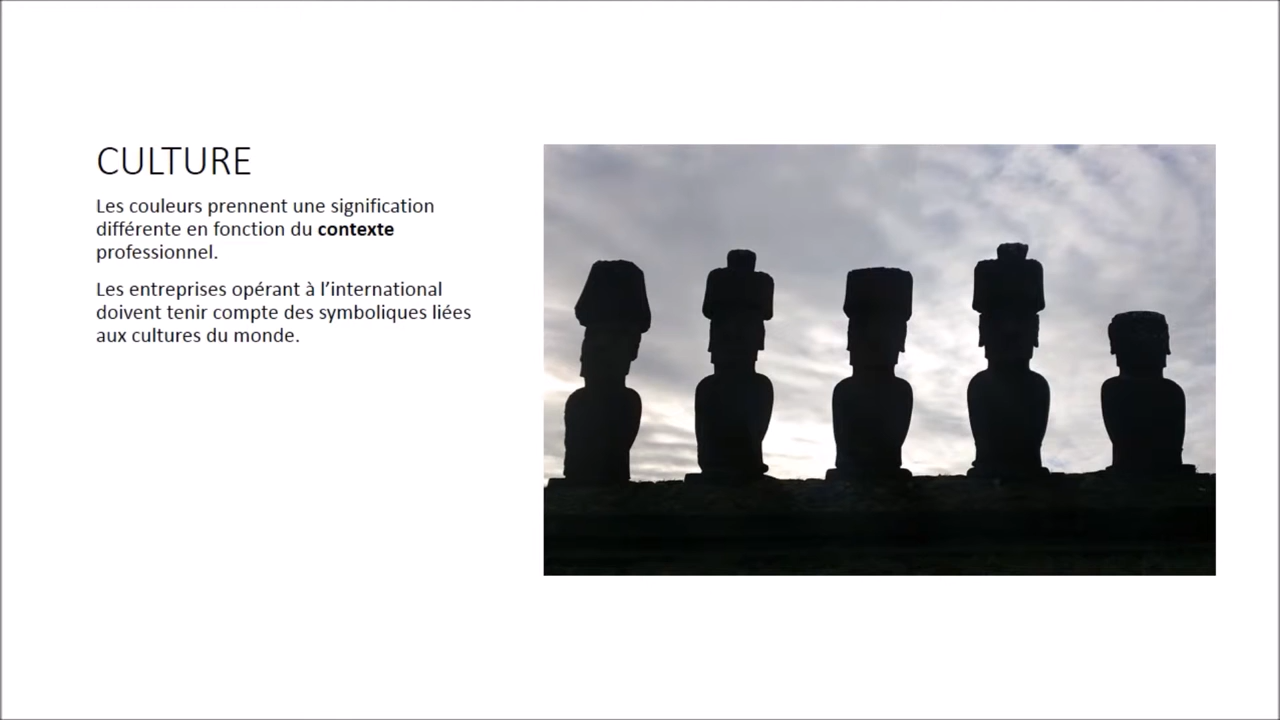 CULTURE
Les couleurs prennent une signification
différente en fonction du contexte
professionnel.
Les entreprises opérant à l’international
doivent tenir compte des symboliques liées
aux cultures du monde.